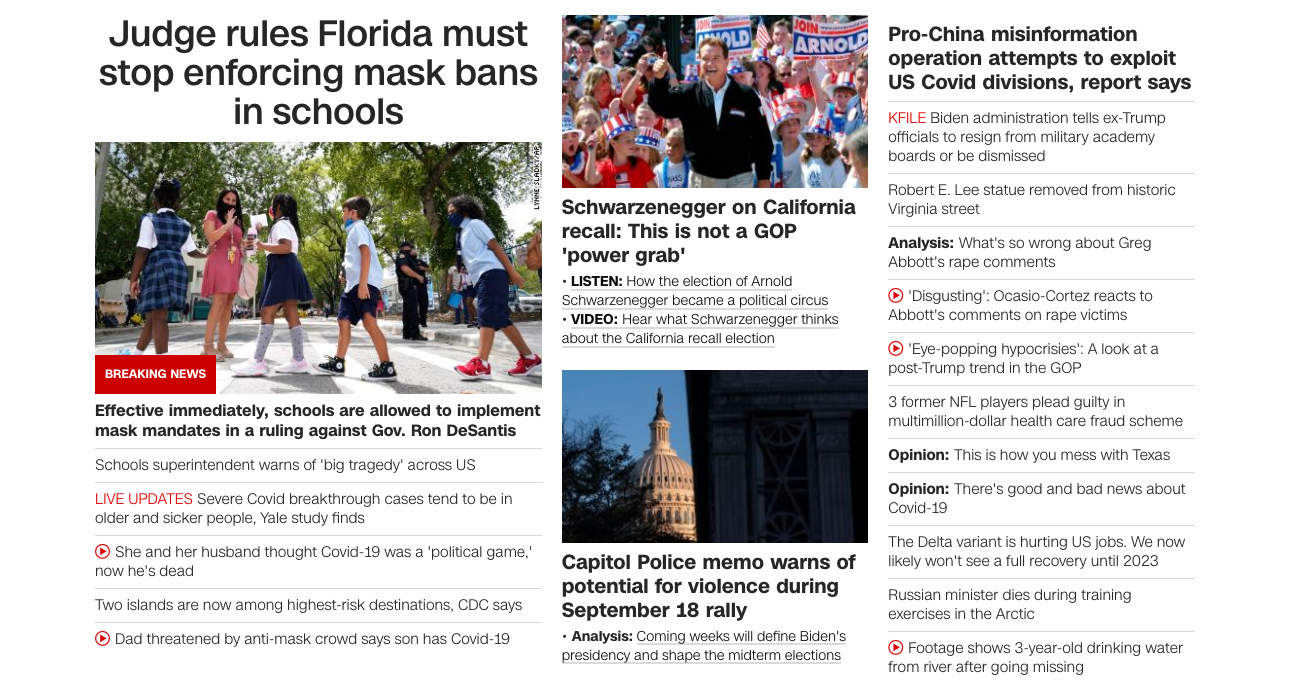 Judge rules Florida must
stop enforcing mask bans
in schools
LYNNE SLADKY/AP
BREAKING NEWS
Effective immediately, schools are allowed to implement
mask mandates in a ruling against Gov. Ron DeSantis
Schools superintendent warns of 'big tragedy' across US
LIVE UPDATES Severe Covid breakthrough cases tend to be in
older and sicker people, Yale study finds
She and her husband thought Covid-19 was a 'political game,'
now he's dead
Two islands are now among highest-risk destinations, CDC says
Dad threatened by anti-mask crowd says son has Covid-19
JOIN
ARNOLD
JOIN
ARNOLD
Schwarzenegger on California
recall: This is not a GOP
'power grab'
• LISTEN: How the election of Arnold
Schwarzenegger became a political circus
• VIDEO: Hear what Schwarzenegger thinks
about the California recall election
Capitol Police memo warns of
potential for violence during
September 18 rally
• Analysis: Coming weeks will define Biden's
presidency and shape the midterm elections
Pro-China misinformation
operation attempts to exploit
US Covid divisions, report says
KFILE Biden administration tells ex-Trump
officials to resign from military academy
boards or be dismissed
Robert E. Lee statue removed from historic
Virginia street
Analysis: What's so wrong about Greg
Abbott's rape comments
'Disgusting': Ocasio-Cortez reacts to
Abbott's comments on rape victims
'Eye-popping hypocrisies': A look at a
post-Trump trend in the GOP
3 former NFL players plead guilty in
multimillion-dollar health care fraud scheme
Opinion: This is how you mess with Texas
Opinion: There's good and bad news about
Covid-19
The Delta variant is hurting US jobs. We now
likely won't see a full recovery until 2023
Russian minister dies during training
exercises in the Arctic
Footage shows 3-year-old drinking water
from river after going missing